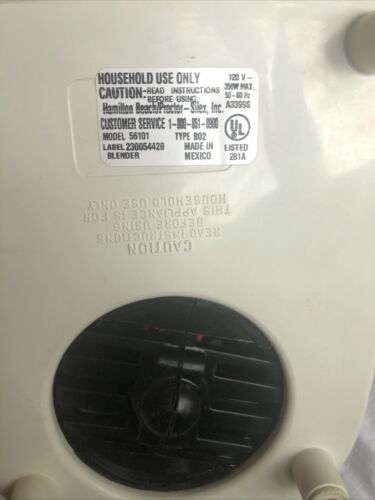 HOUSEHOLD USE ONLY
CAUTION-READ INSTRUCTIONS
BEFORE USING.
Hamilton Beach/Proctor-Silex, Inc.
CUSTOMER SERVICE 1-800-851-8900
MODEL 56101 TYPE B02
LABEL 230054420 MADE IN
BLENDER MEXICO
120 V ~
350W MAX.
50-60 Hz
A3399S
UL
LISTED
281A
CAUTION
READ INSTRUCTIONS
BEFORE USING
THIS APPLIANCE IS FOR
HOUSEHOLD USE ONLY